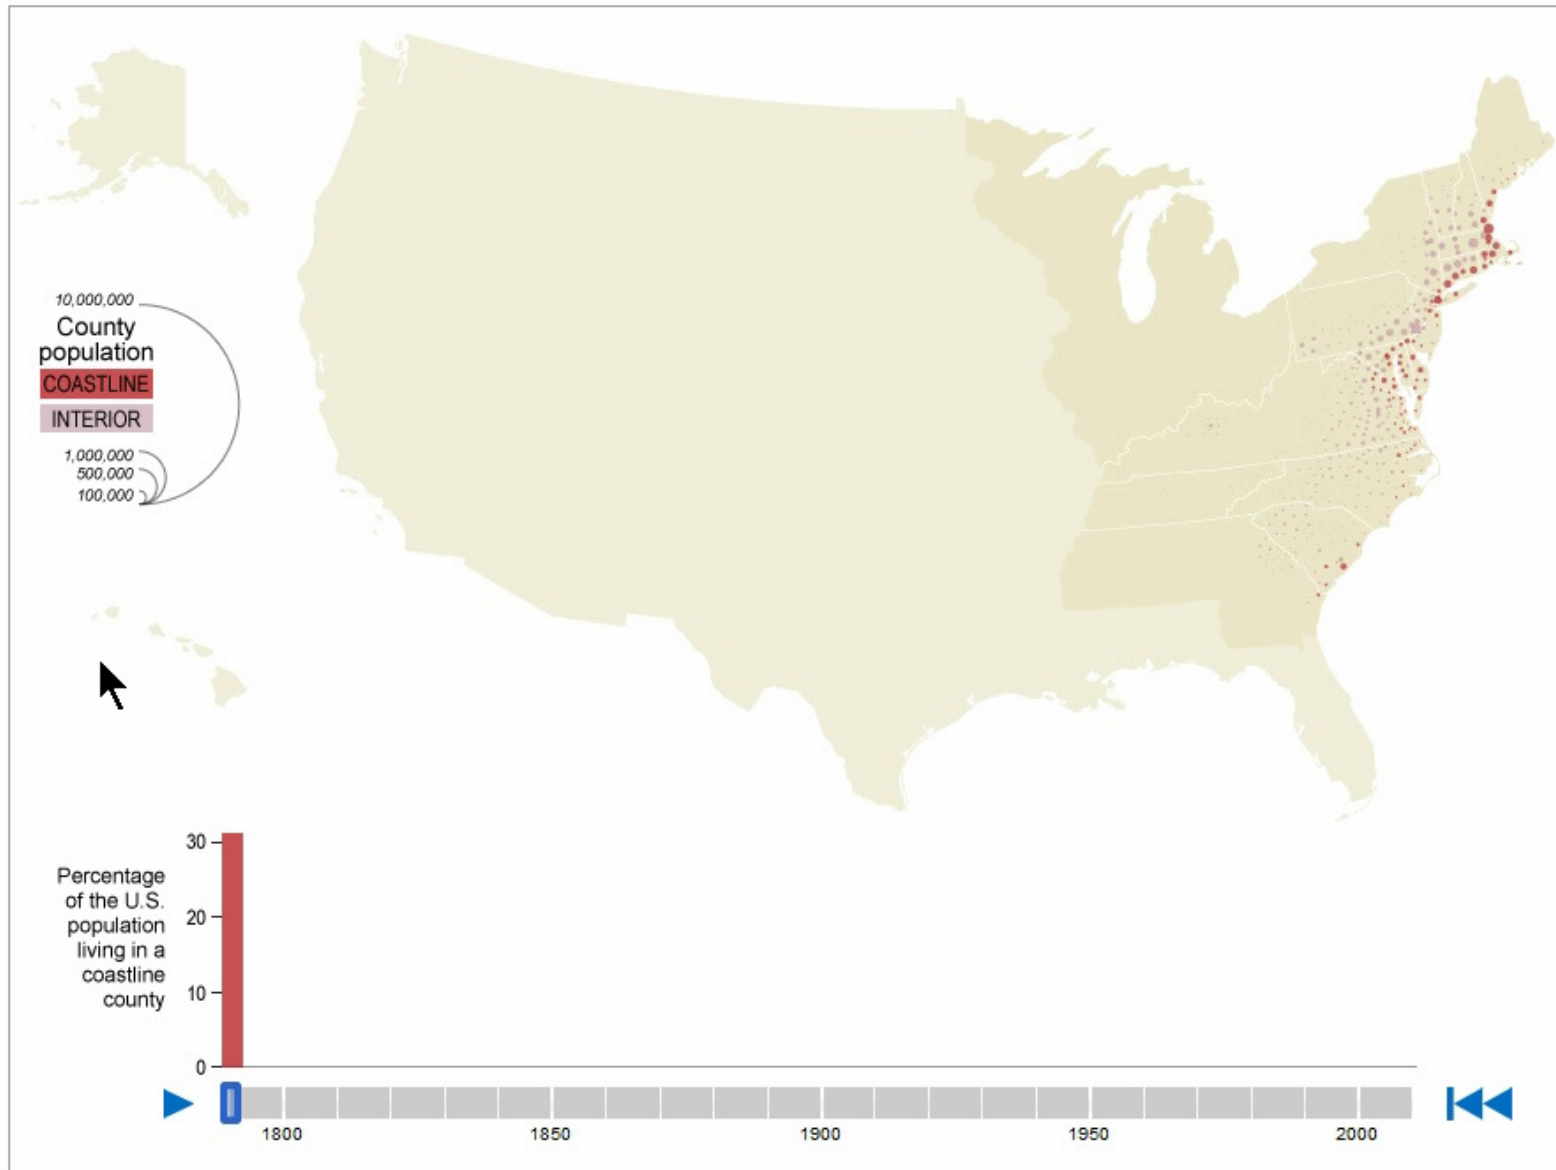 10,000,000
County
population
COASTLINE
INTERIOR
1,000,000
500,000
100,000
30
Percentage
of the U.S.
population
living in a
coastline
county
20
10
0
1800 1850 1900 1950 2000